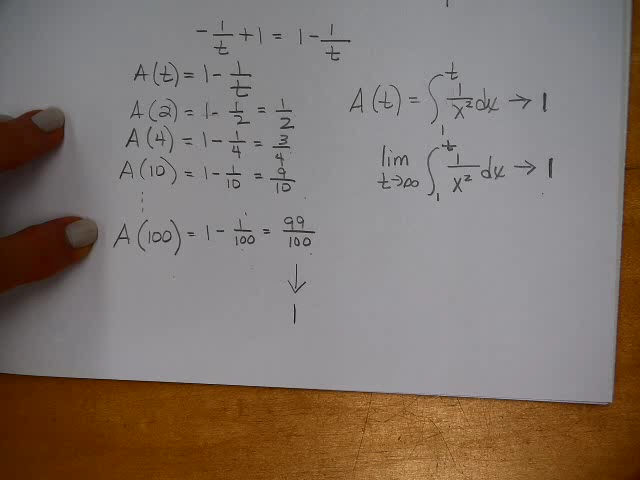 -1/t + 1 = 1 - 1/t
A(t) = 1 - 1/t
A(2) = 1 - 1/2 = 1/2
A(4) = 1 - 1/4 = 3/4
A(10) = 1 - 1/10 = 9/10
A(100) = 1 - 1/100 = 99/100
↓
1
A(t) = ∫₁ᵗ 1/x² dx → 1
lim t→∞ ∫₁ᵗ 1/x² dx → 1